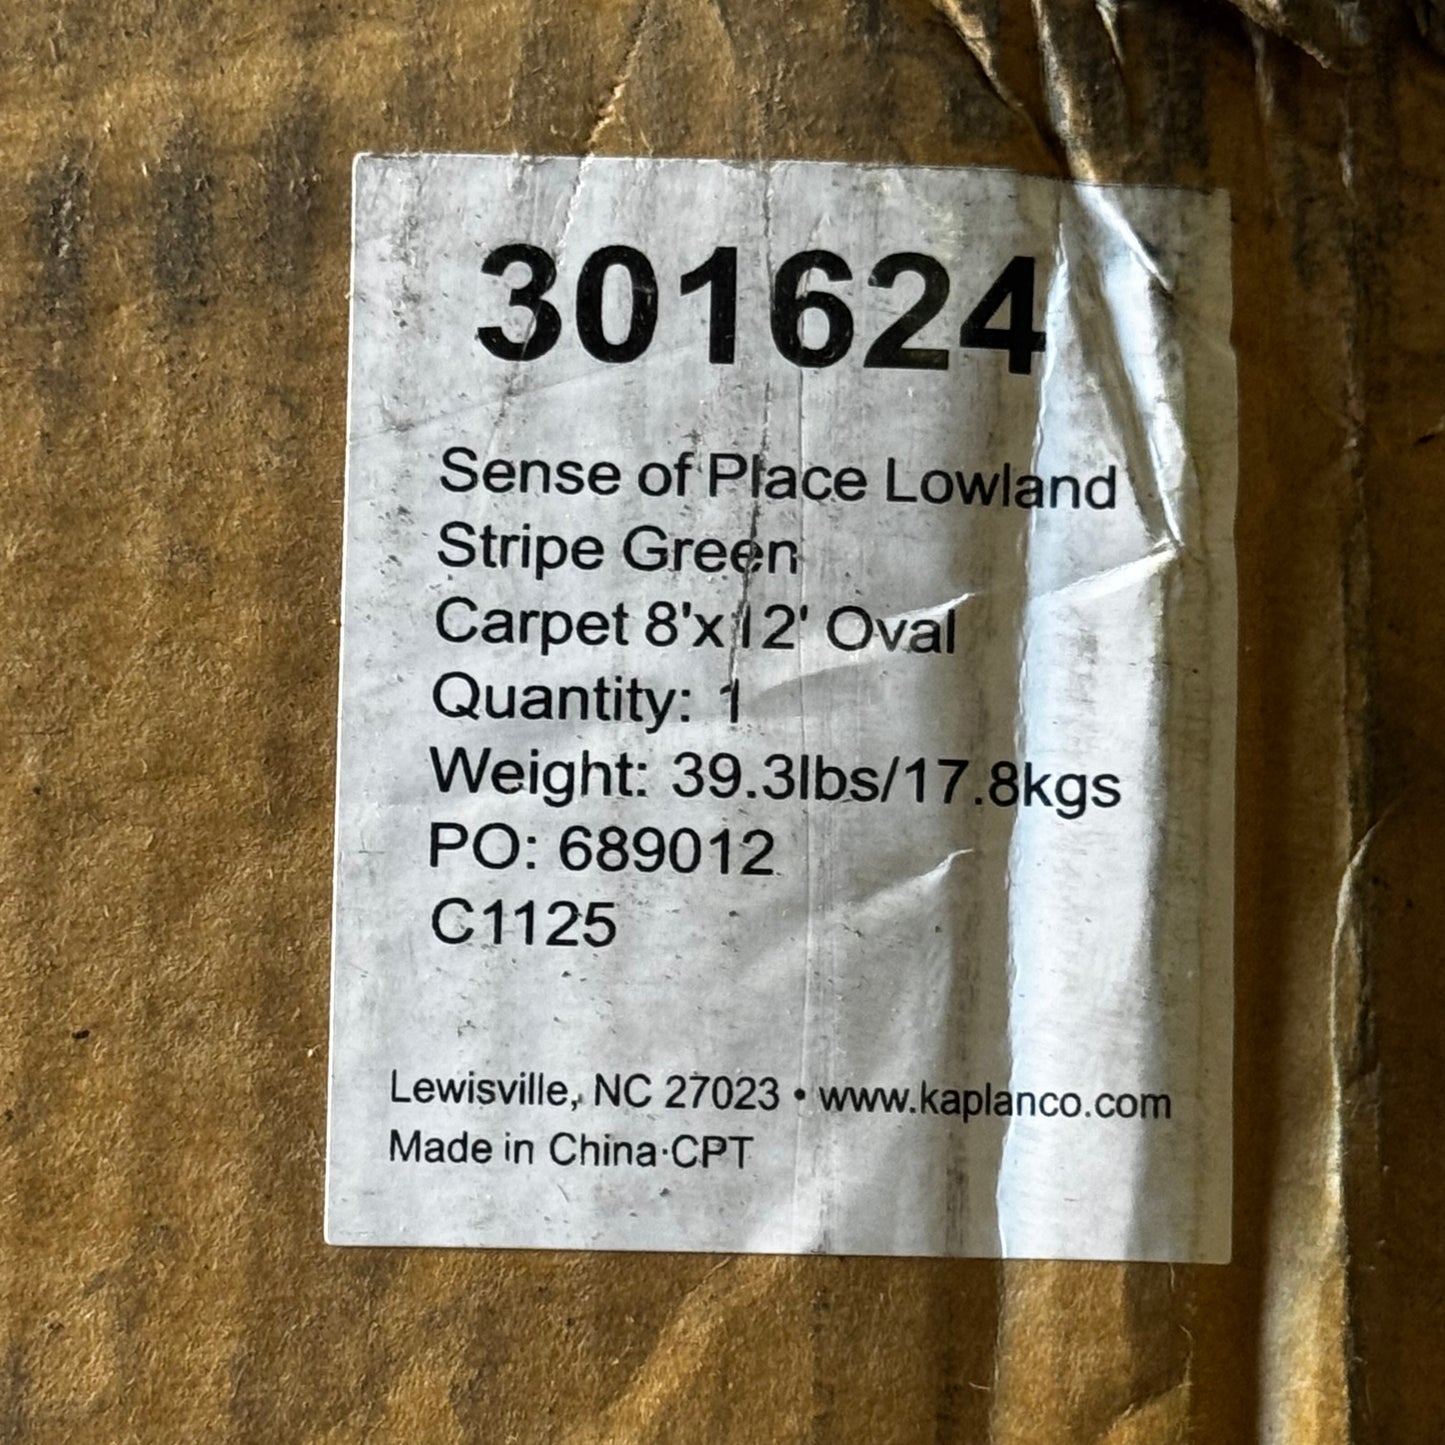 301624
Sense of Place Lowland
Stripe Green
Carpet 8'x12' Oval
Quantity: 1
Weight: 39.3lbs/17.8kgs
PO: 689012
C1125
Lewisville, NC 27023 • www.kaplanco.com
Made in China·CPT